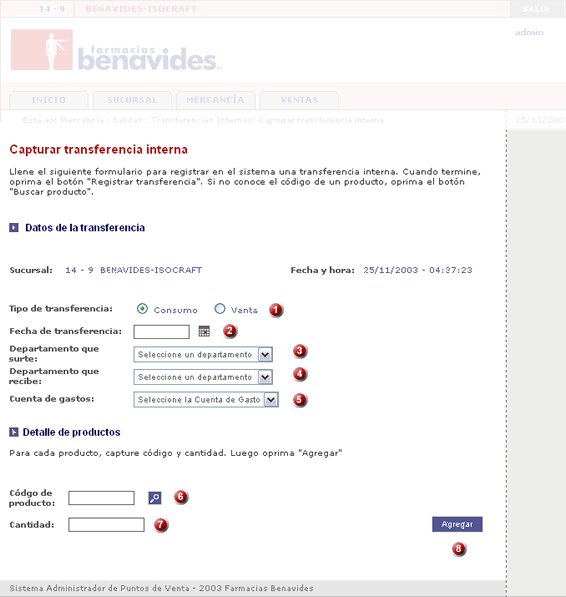 14 - 9 BENAVIDES-ISOCRAFT SALIR
farmacias
benavides
admin
INICIO SUCURSAL MERCANCÍA VENTAS
Está en: Mercancía : Salidas : Transferencias Internas: Capturar transferencia interna 25/11/200
Capturar transferencia interna
Llene el siguiente formulario para registrar en el sistema una transferencia interna. Cuando termine,
oprima el botón "Registrar transferencia". Si no conoce el código de un producto, oprima el botón
"Buscar producto".
Datos de la transferencia
Sucursal: 14 - 9 BENAVIDES-ISOCRAFT Fecha y hora: 25/11/2003 - 04:37:23
Tipo de transferencia: Consumo Venta 1
Fecha de transferencia: 2
Departamento que
surte: Seleccione un departamento 3
Departamento que
recibe: Seleccione un departamento 4
Cuenta de gastos: Seleccione la Cuenta de Gasto 5
Detalle de productos
Para cada producto, capture código y cantidad. Luego oprima "Agregar"
Códgo de
producto: 6
Cantidad: 7 Agregar
8
Sistema Administrador de Puntos de Venta - 2003 Farmacias Benavides